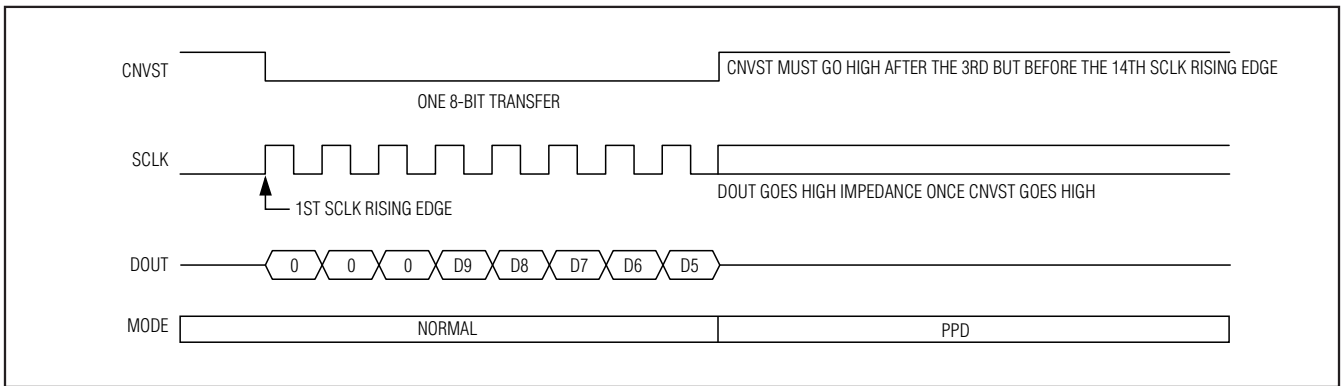 CNVST
CNVST MUST GO HIGH AFTER THE 3RD BUT BEFORE THE 14TH SCLK RISING EDGE
ONE 8-BIT TRANSFER
SCLK
DOUT GOES HIGH IMPEDANCE ONCE CNVST GOES HIGH
1ST SCLK RISING EDGE
DOUT
0 0 0 D9 D8 D7 D6 D5
MODE
NORMAL
PPD